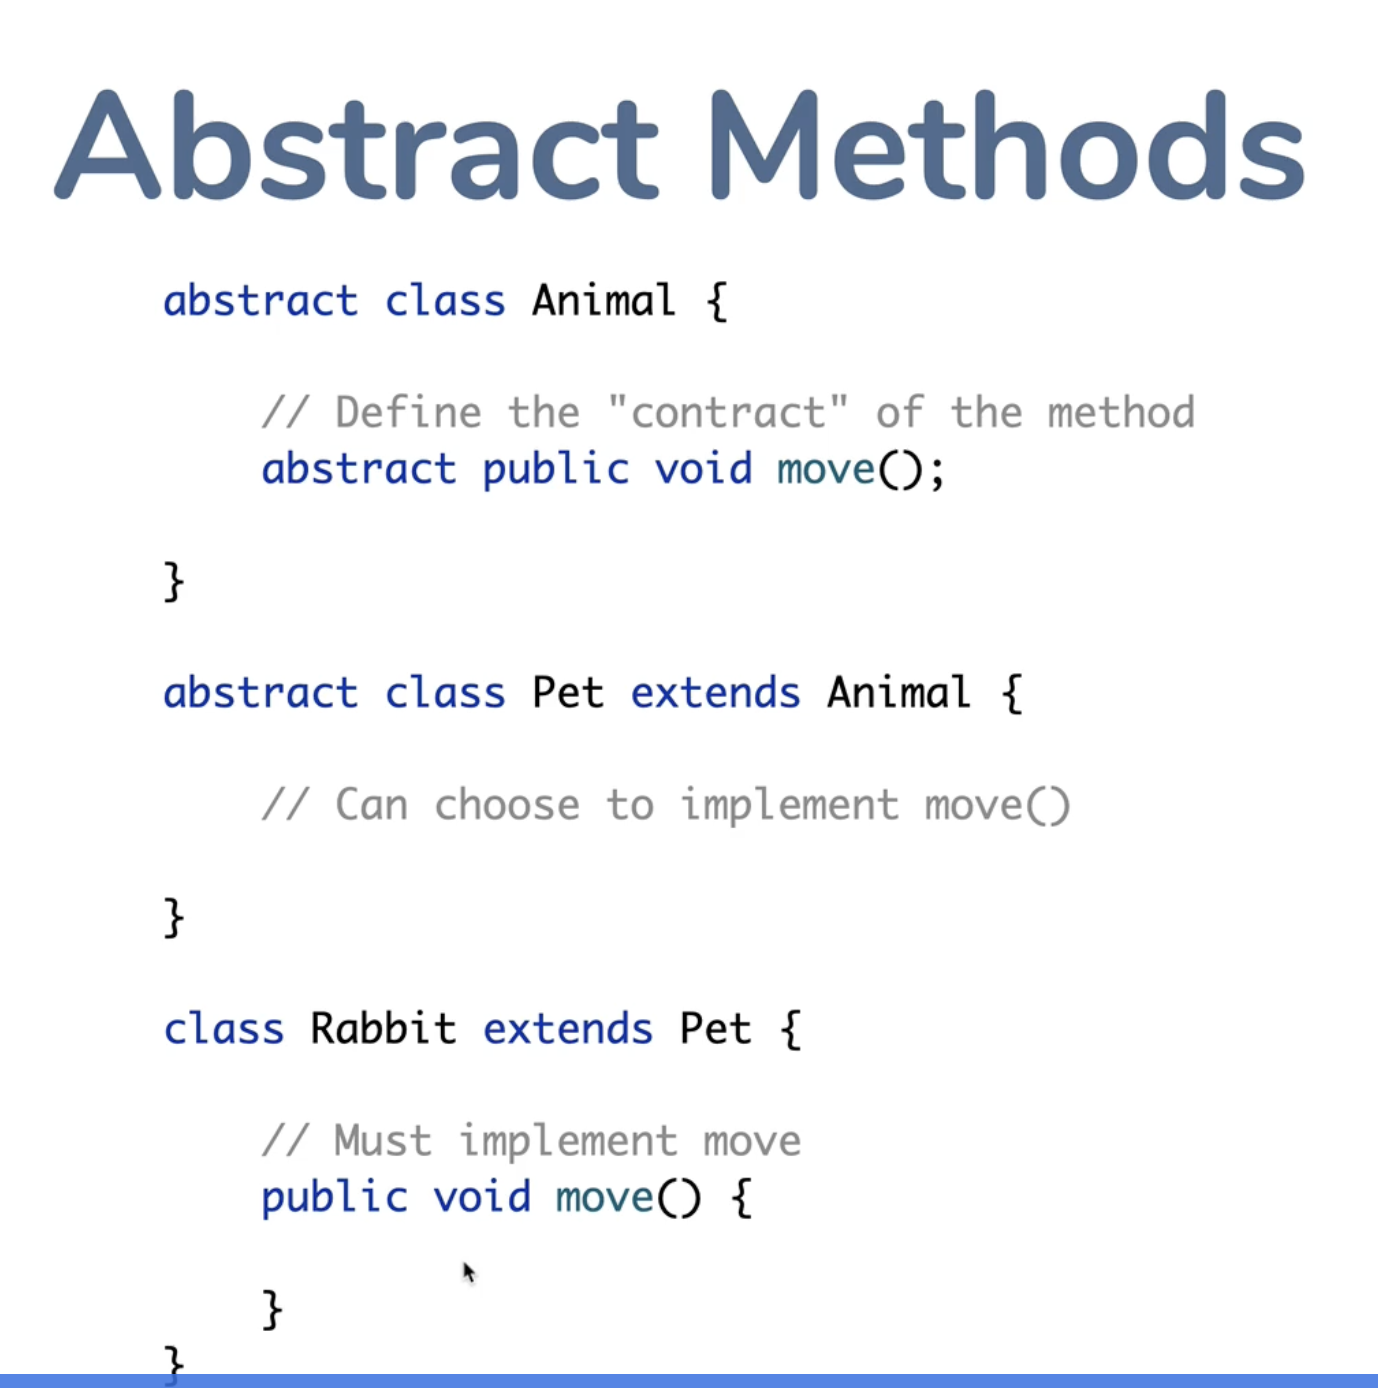 Abstract Methods
abstract class Animal {
// Define the "contract" of the method
abstract public void move();
}
abstract class Pet extends Animal {
// Can choose to implement move()
}
class Rabbit extends Pet {
// Must implement move
public void move() {
}
}